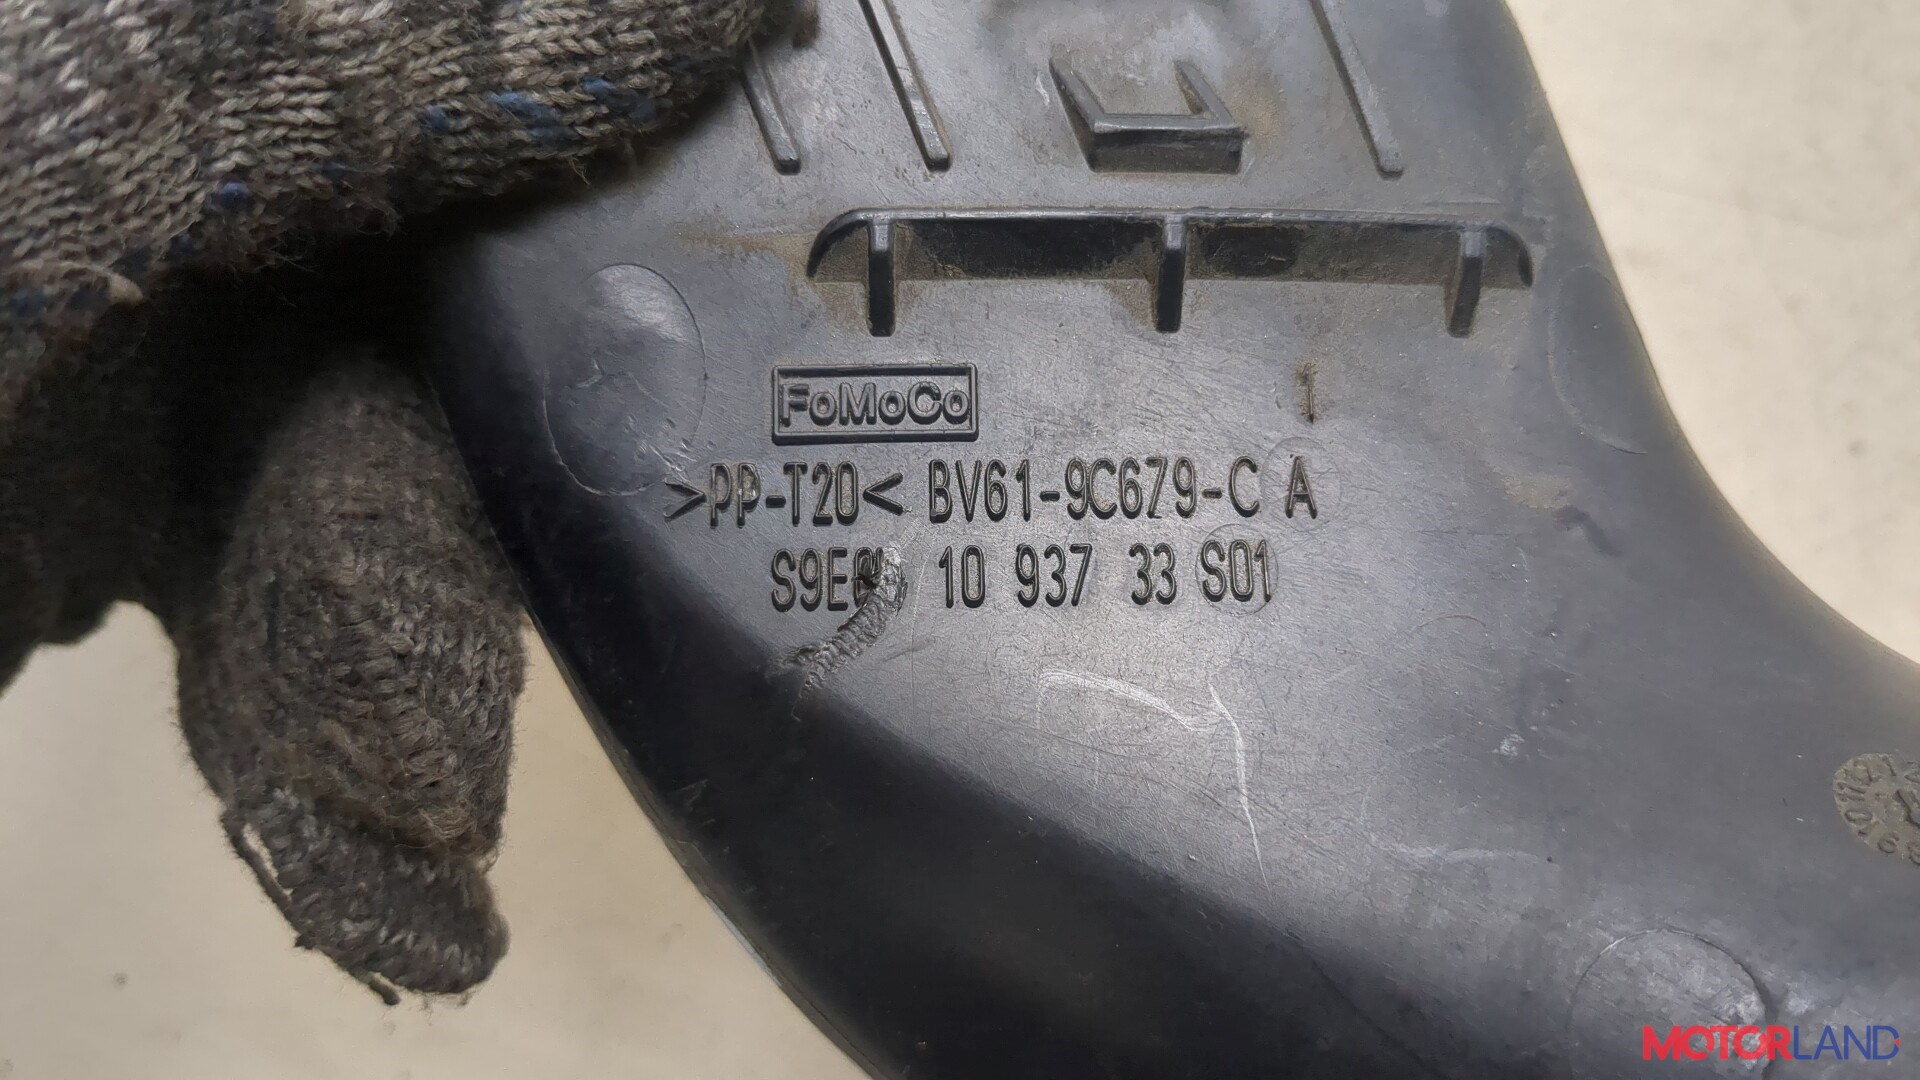 FoMoCo
>PP-T20< BV61-9C679-C A
10 937 33 S01
MOTORLAND